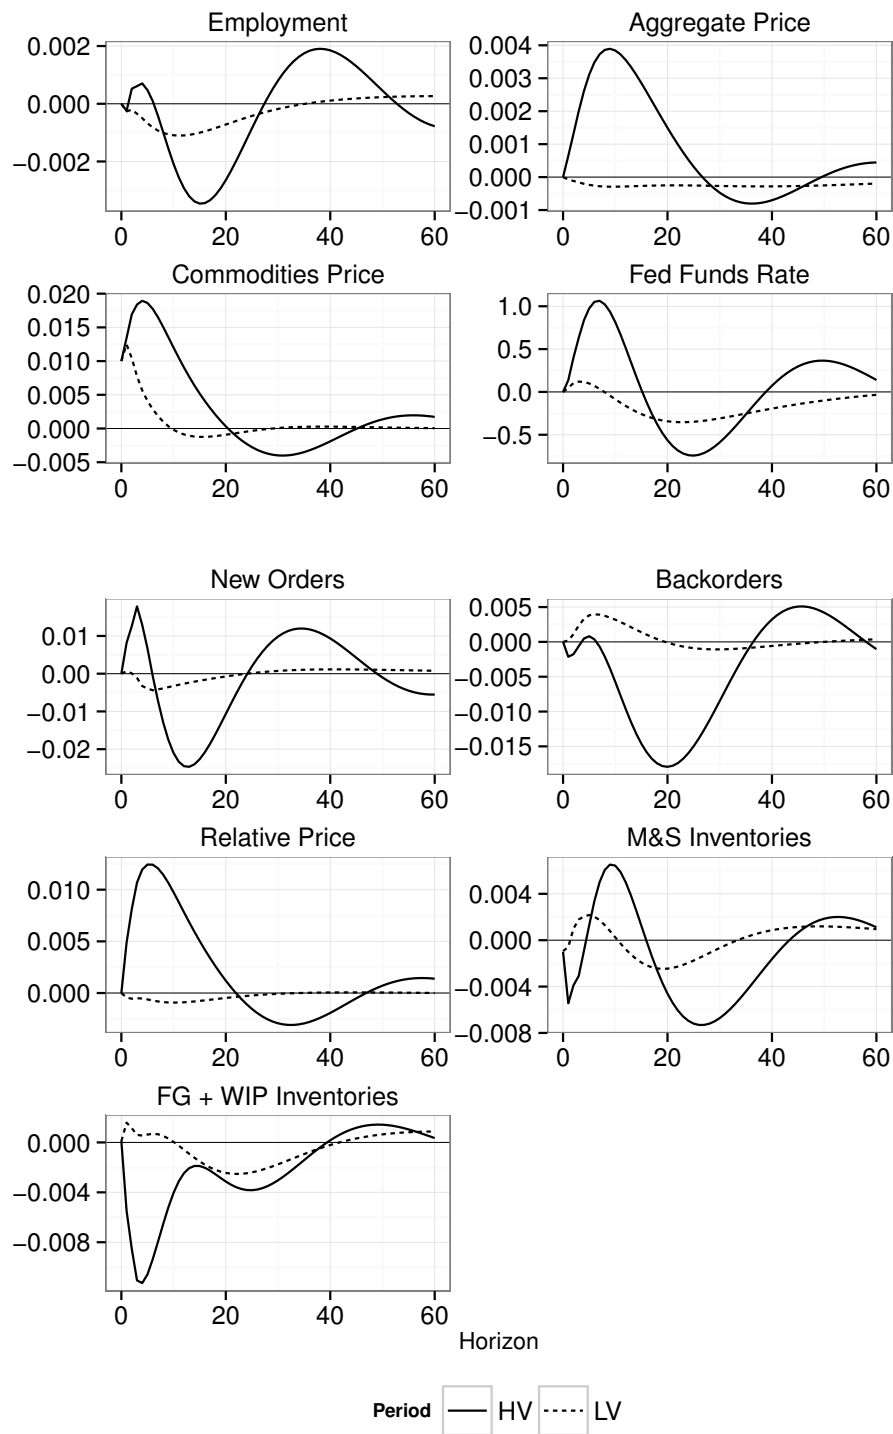 Employment
0.002
0.000
−0.002
0 20 40 60
Aggregate Price
0.004
0.003
0.002
0.001
0.000
−0.001
0 20 40 60
Commodities Price
0.020
0.015
0.010
0.005
0.000
−0.005
0 20 40 60
Fed Funds Rate
1.0
0.5
0.0
−0.5
0 20 40 60
New Orders
0.01
0.00
−0.01
−0.02
0 20 40 60
Backorders
0.005
0.000
−0.005
−0.010
−0.015
0 20 40 60
Relative Price
0.010
0.005
0.000
0 20 40 60
M&S Inventories
0.004
0.000
−0.004
−0.008
0 20 40 60
FG + WIP Inventories
0.000
−0.004
−0.008
0 20 40 60
Horizon
Period HV LV